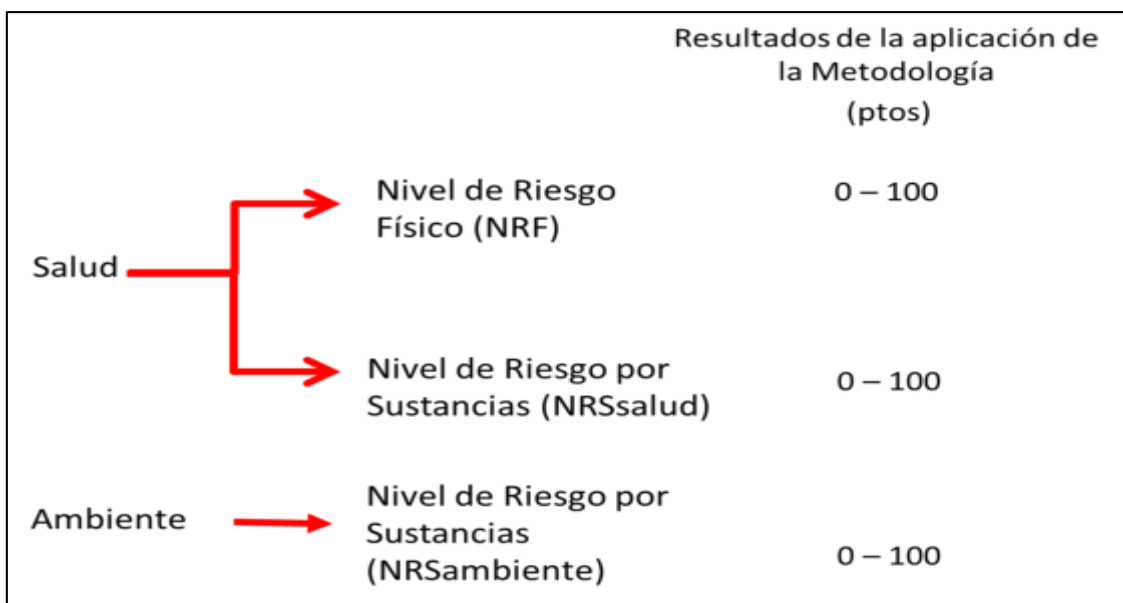 Resultados de la aplicación de
la Metodología
(ptos)
Salud
Nivel de Riesgo
Físico (NRF)
0 – 100
Nivel de Riesgo por
Sustancias (NRSsalud)
0 – 100
Ambiente
Nivel de Riesgo por
Sustancias
(NRSambiente)
0 – 100